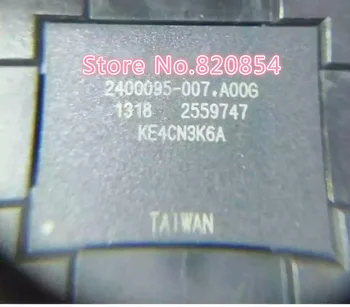 Store No.820854
2400095-007.A00G
1318 2559747
KE4CN3K6A
TAIWAN